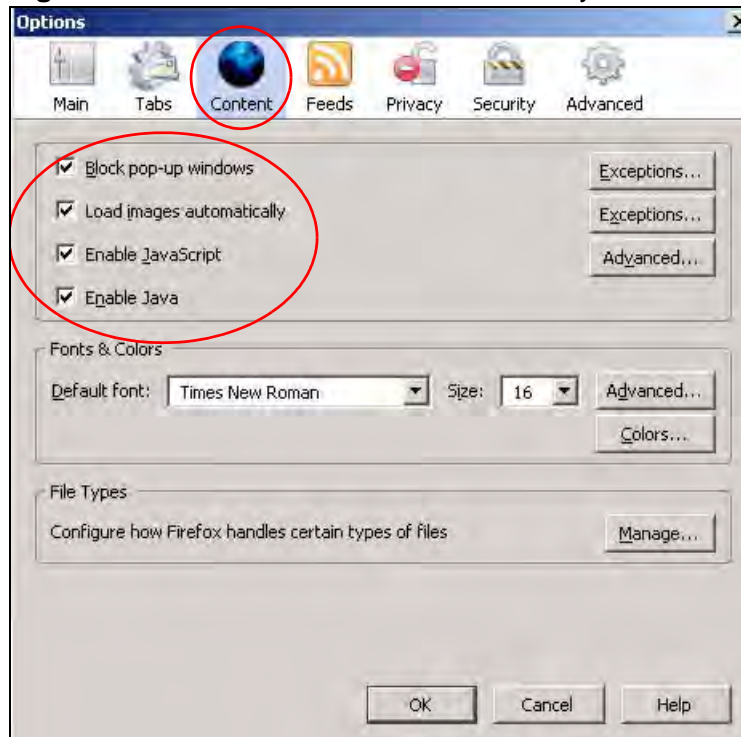 Options
Main Tabs Content Feeds Privacy Security Advanced
Block pop-up windows Exceptions...
Load images automatically Exceptions...
Enable JavaScript Advanced...
Enable Java
Fonts & Colors
Default font: Times New Roman Size: 16 Advanced...
Colors...
File Types
Configure how Firefox handles certain types of files Manage...
OK Cancel Help